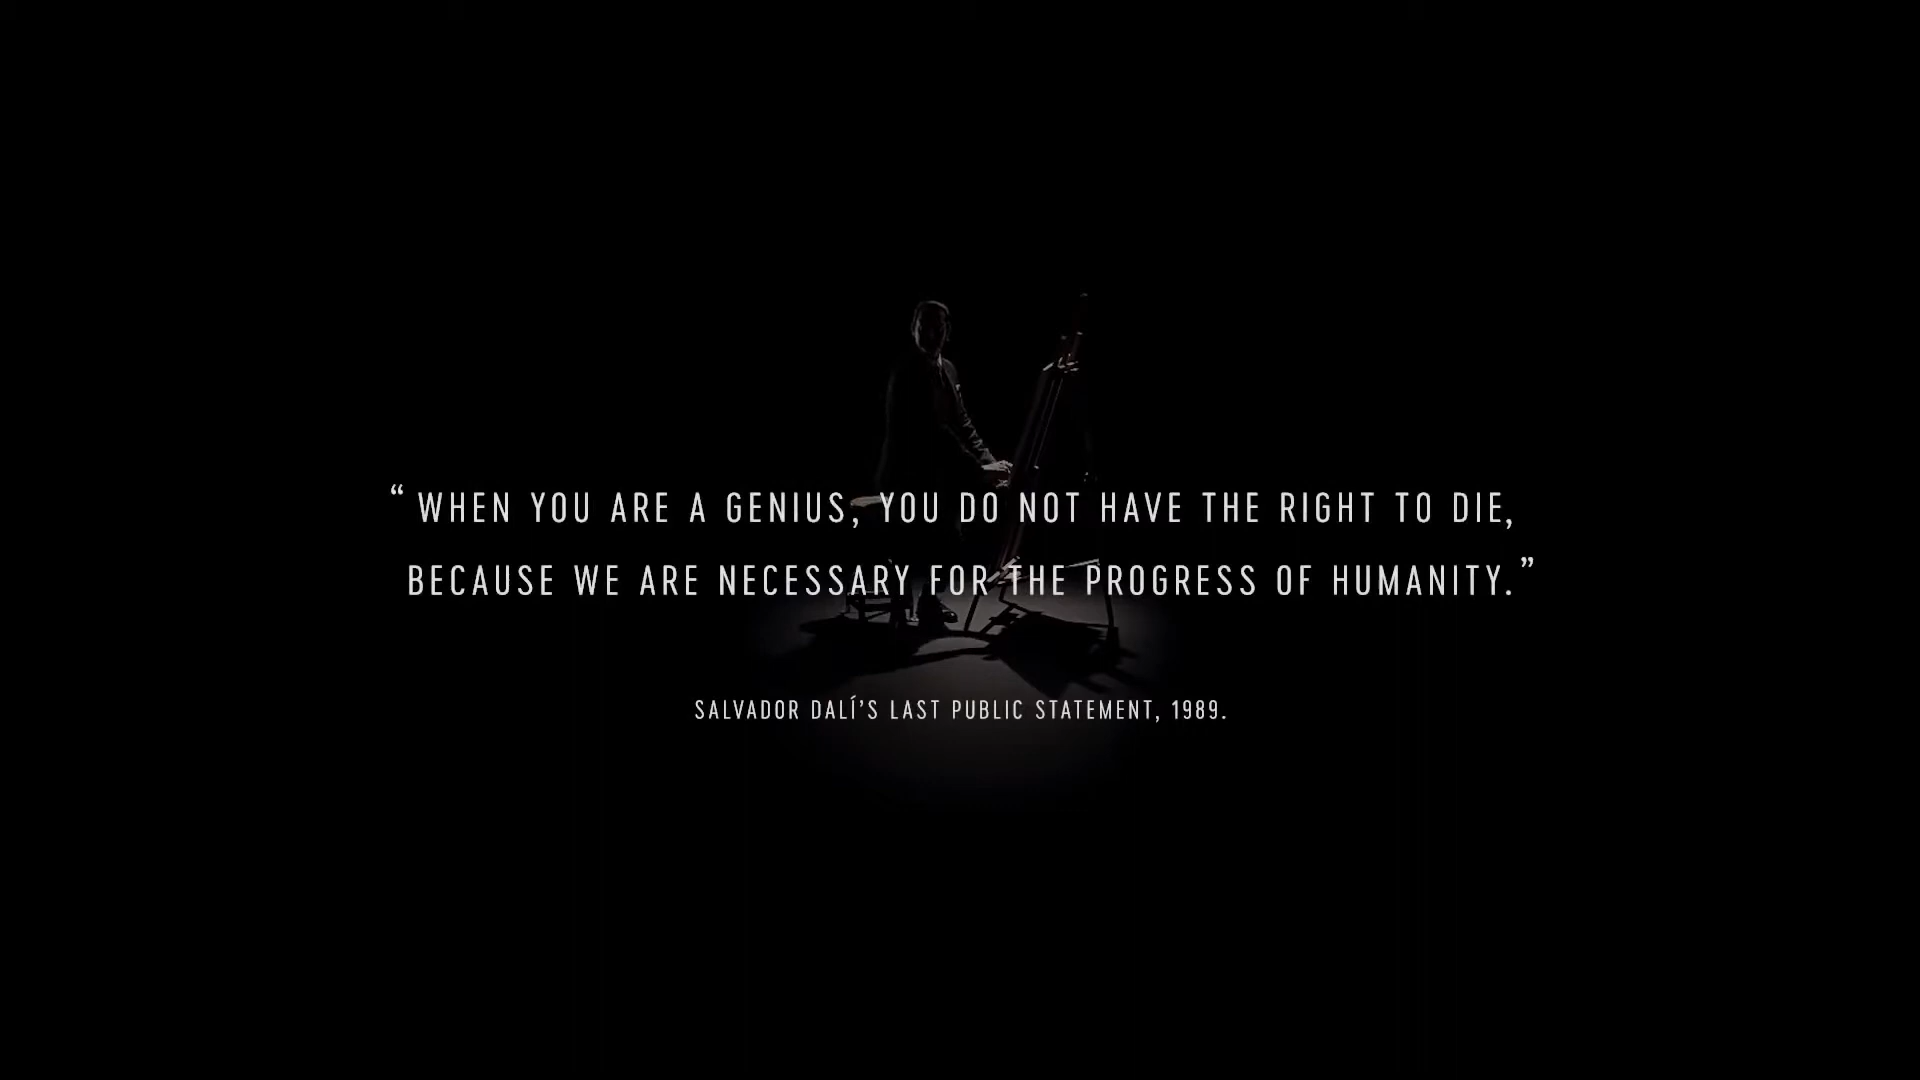 “ WHEN YOU ARE A GENIUS, YOU DO NOT HAVE THE RIGHT TO DIE,
BECAUSE WE ARE NECESSARY FOR THE PROGRESS OF HUMANITY.”
SALVADOR DALÍ’S LAST PUBLIC STATEMENT, 1989.